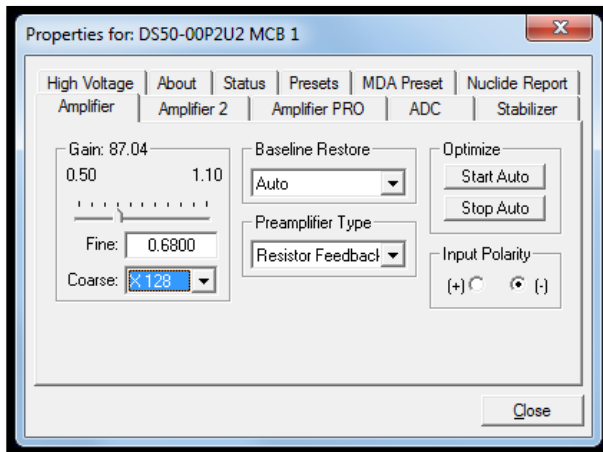 Properties for: DS50-00P2U2 MCB 1
High Voltage About Status Presets MDA Preset Nuclide Report
Amplifier Amplifier 2 Amplifier PRO ADC Stabilizer
Gain: 87.04
0.50 1.10
Fine: 0.6800
Coarse: X 128
Baseline Restore
Auto
Preamplifier Type
Resistor Feedback
Optimize
Start Auto
Stop Auto
Input Polarity
(+) (-)
Close